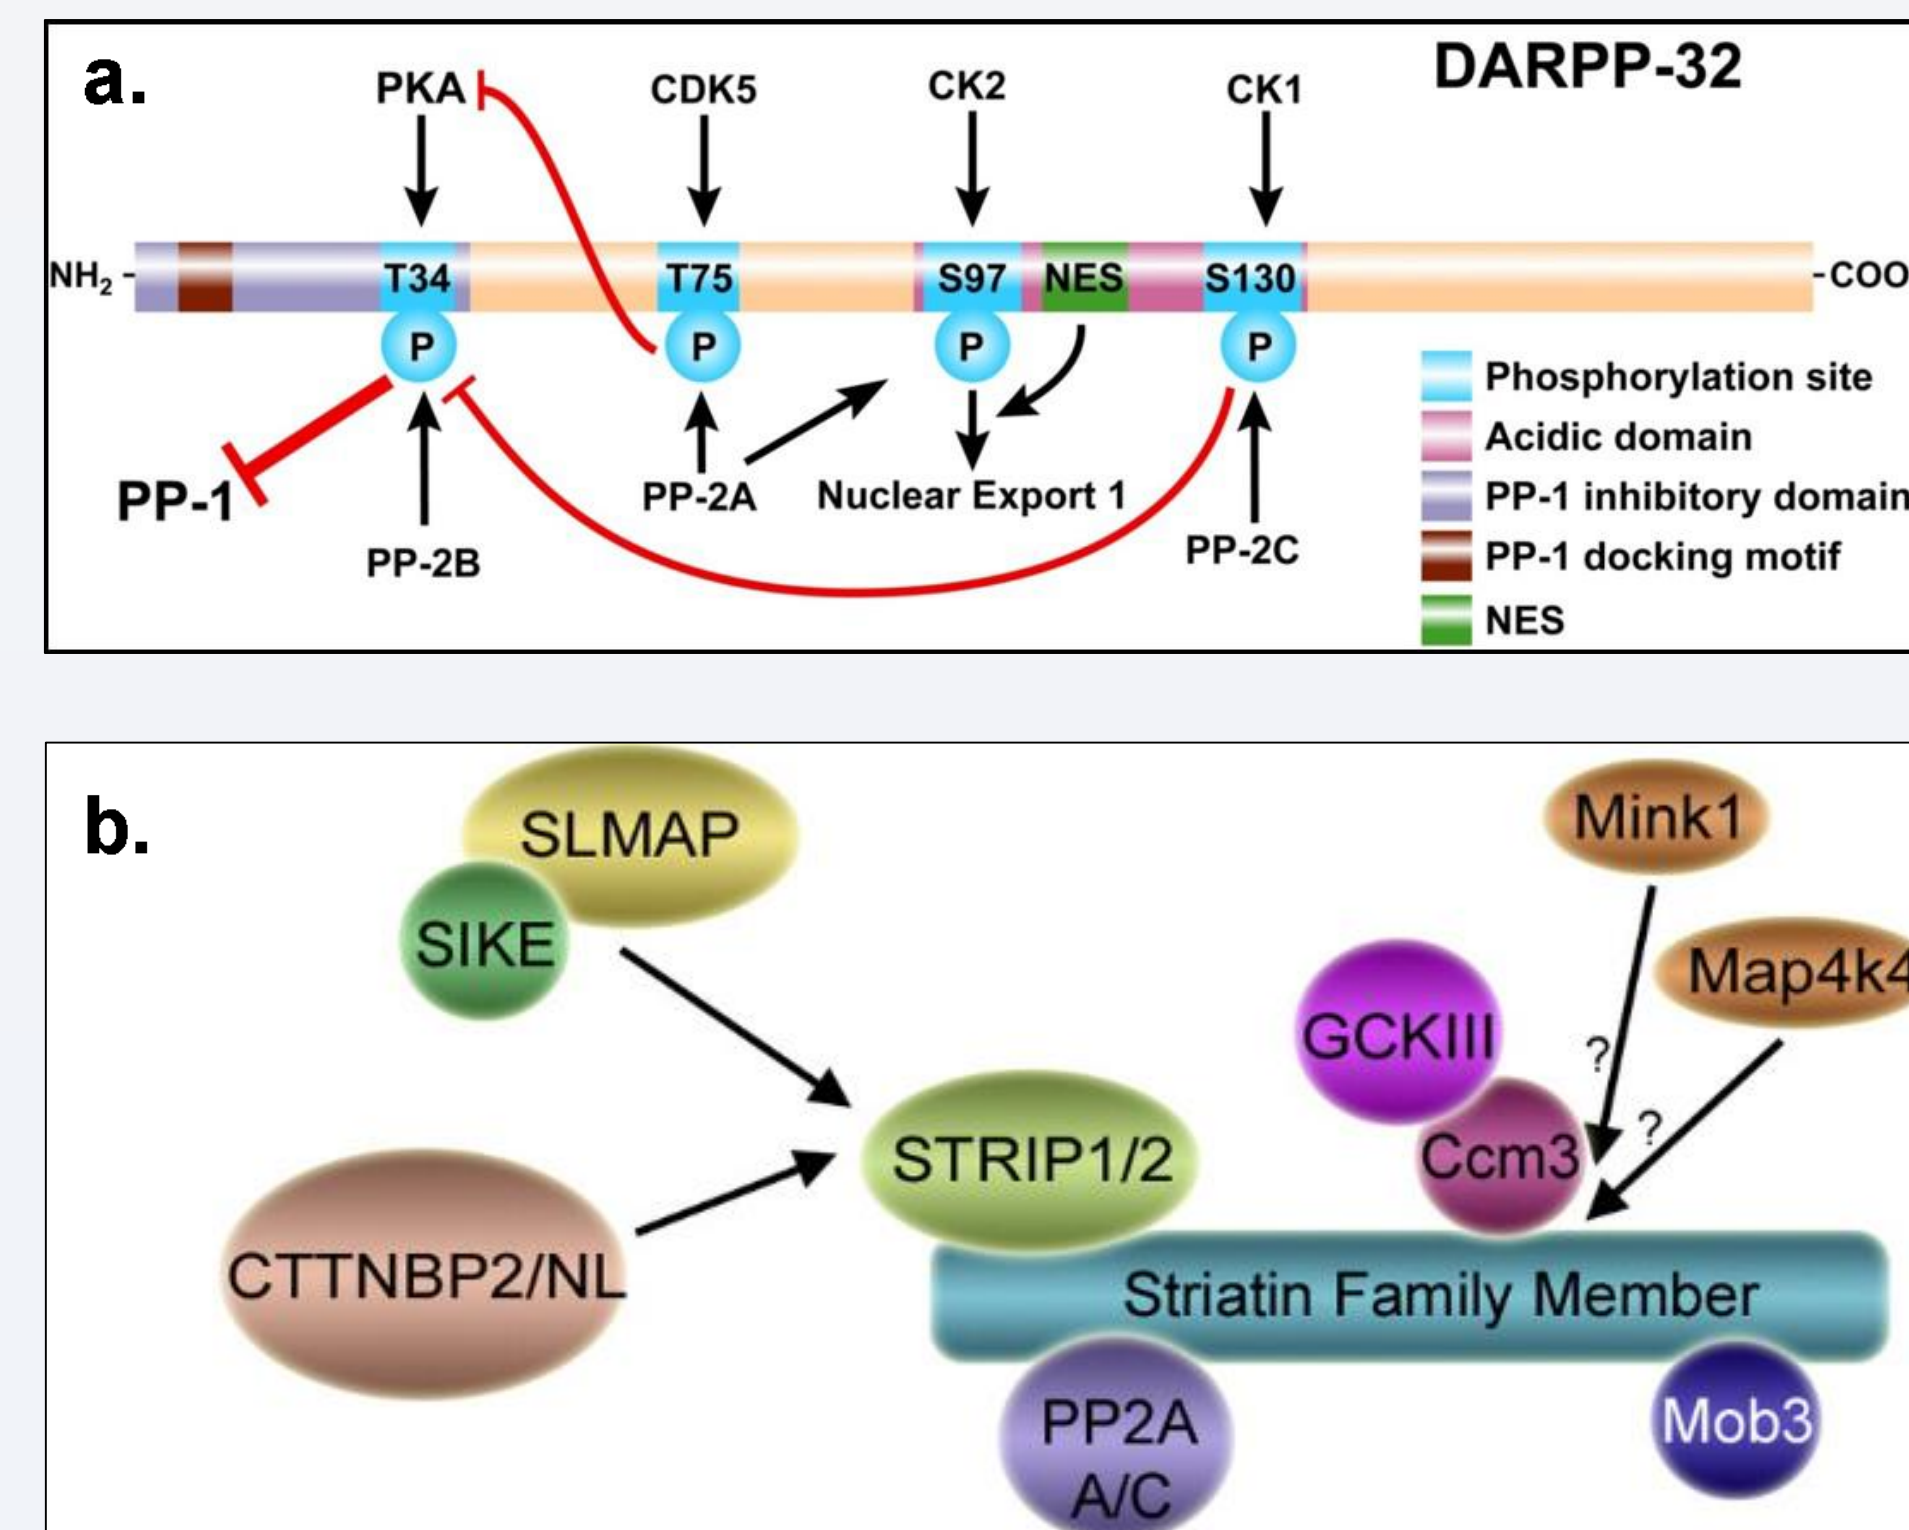 a.
DARPP-32
PKA
CDK5
CK2
CK1
NH2
T34
T75
S97
NES
S130
COO
P
P
P
P
Phosphorylation site
Acidic domain
PP-1 inhibitory domain
PP-1 docking motif
NES
PP-1
PP-2B
PP-2A
Nuclear Export 1
PP-2C
b.
SLMAP
SIKE
Mink1
Map4k4
GCKIII
?
?
Ccm3
STRIP1/2
CTTNBP2/NL
Striatin Family Member
PP2A
A/C
Mob3